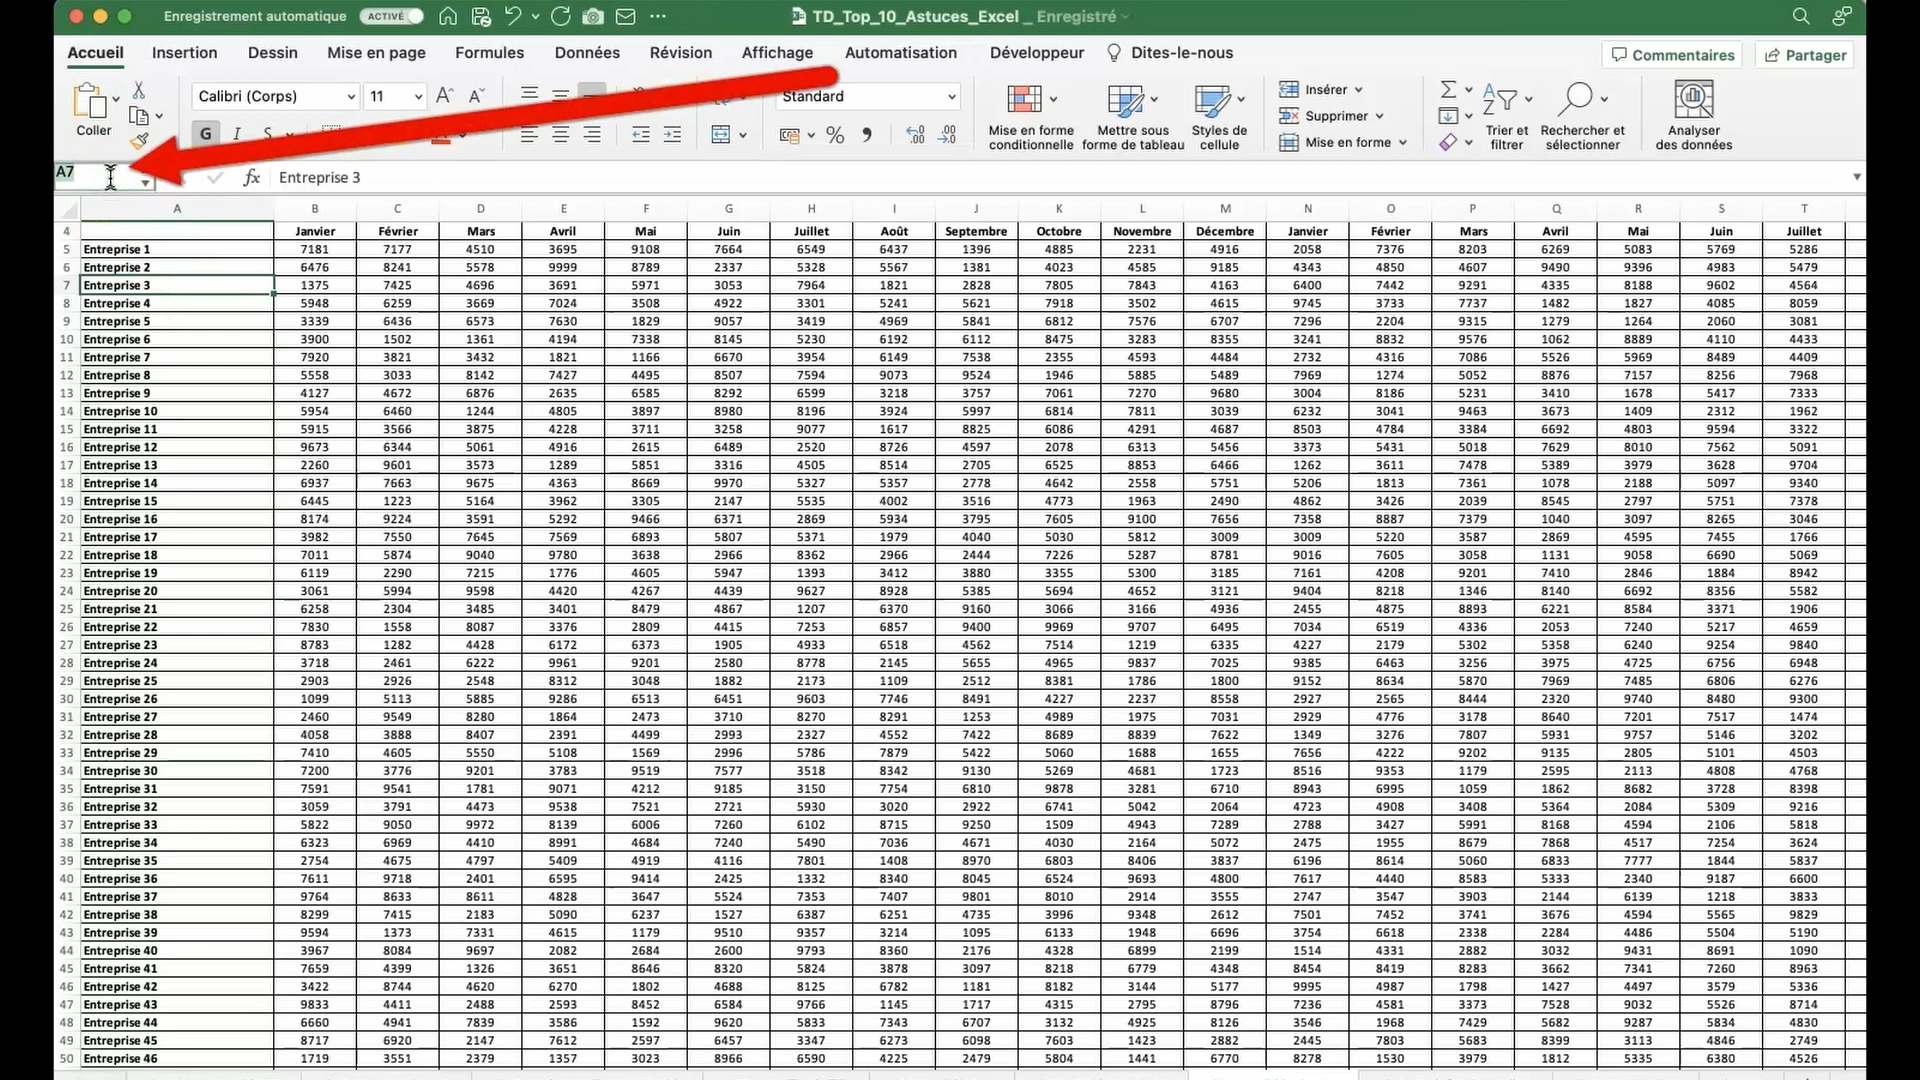 Enregistrement automatique ACTIVÉ TD_Top_10_Astuces_Excel _ Enregistré
Accueil Insertion Dessin Mise en page Formules Données Révision Affichage Automatisation Développeur Dites-le-nous Commentaires Partager
Calibri (Corps) 11 Standard Insérer
Coller Supprimer
G I S % Mise en forme conditionnelle Mettre sous forme de tableau Styles de cellule Mise en forme Trier et filtrer Rechercher et sélectionner Analyser des données
A7 fx Entreprise 3
A B C D E F G H I J K L M N O P Q R S T
4 Janvier Février Mars Avril Mai Juin Juillet Août Septembre Octobre Novembre Décembre Janvier Février Mars Avril Mai Juin Juillet
5 Entreprise 1 7181 7177 4510 3695 9108 7664 6549 6437 1396 4885 2231 4916 2058 7376 8203 6269 5083 5769 5286
6 Entreprise 2 6476 8241 5578 9999 8789 2337 5328 5567 1381 4023 4585 9185 4343 4850 4607 9490 9396 4983 5479
7 Entreprise 3 1375 7425 4696 3691 5971 3053 7964 1821 2828 7805 7843 4163 6400 7442 9291 4335 8188 9602 4564
8 Entreprise 4 5948 6259 3669 7024 3508 4922 3301 5241 5621 7918 3502 4615 9745 3733 7737 1482 1827 4085 8059
9 Entreprise 5 3339 6436 6573 7630 1829 9057 3419 4969 5841 6812 7576 6707 7296 2204 9315 1279 1264 2060 3081
10 Entreprise 6 3900 1502 1361 4194 7338 8145 5230 6192 6112 8475 3283 8355 3241 8832 9576 1062 8889 4110 4433
11 Entreprise 7 7920 3821 3432 1821 1166 6670 3954 6149 7538 2355 4593 4484 2732 4316 7086 5526 5969 8489 4409
12 Entreprise 8 5558 3033 8142 7427 4495 8507 7594 9073 9524 1946 5885 5489 7969 1274 5052 8876 7157 8256 7968
13 Entreprise 9 4127 4672 6876 2635 6585 8292 6599 3218 3757 7061 7270 9680 3004 8186 5231 3410 1678 5417 7333
14 Entreprise 10 5954 6460 1244 4805 3897 8980 8196 3924 5997 6814 7811 3039 6232 3041 9463 3673 1409 2312 1962
15 Entreprise 11 5915 3566 3875 4228 3711 3258 9077 1617 8825 6086 4291 4687 8503 4784 3384 6692 4803 9594 3322
16 Entreprise 12 9673 6344 5061 4916 2615 6489 2520 8726 4597 2078 6313 5456 3373 5431 5018 7629 8010 7562 5091
17 Entreprise 13 2260 9601 3573 1289 5851 3316 4505 8514 2705 6525 8853 6466 1262 3611 7478 5389 3979 3628 9704
18 Entreprise 14 6937 7663 9675 4363 8669 9970 5327 5357 2778 4642 2558 5751 5206 1813 7361 1078 2188 5097 9340
19 Entreprise 15 6445 1223 5164 3962 3305 2147 5535 4002 3516 4773 1963 2490 4862 3426 2039 8545 2797 5751 7378
20 Entreprise 16 8174 9224 3591 5292 9466 6371 2869 5934 3795 7605 9100 7656 7358 8887 7379 1040 3097 8265 3046
21 Entreprise 17 3982 7550 7645 7569 6893 5807 5371 1979 4040 5030 5812 3009 3009 5220 3587 2869 4595 7455 1766
22 Entreprise 18 7011 5874 9040 9780 3638 2966 8362 2966 2444 7226 5287 8781 9016 7605 3058 1131 9058 6690 5069
23 Entreprise 19 6119 2290 7215 1776 4605 5947 1393 3412 3880 3355 5300 3185 7161 4208 9201 7410 2846 1884 8942
24 Entreprise 20 3061 5994 9598 4420 4267 4439 9627 8928 5385 5694 4652 3121 9404 8218 1346 8140 6692 8356 5582
25 Entreprise 21 6258 2304 3485 3401 8479 4867 1207 6370 9160 3066 3166 4936 2455 4875 8893 6221 8584 3371 1906
26 Entreprise 22 7830 1558 8087 3376 2809 4415 7253 6857 9400 9969 9707 6495 7034 6519 4336 2053 7240 5217 4659
27 Entreprise 23 8783 1282 4428 6172 6373 1905 4933 6518 4562 7514 1219 6335 4227 2179 5302 5358 6240 9254 9840
28 Entreprise 24 3718 2461 6222 9961 9201 2580 8778 2145 5655 4965 9837 7025 9385 6463 3256 3975 4725 6756 6948
29 Entreprise 25 2903 2926 2548 8312 3048 1882 2173 1109 2512 8381 1786 1800 9152 8634 5870 7969 7485 6806 6276
30 Entreprise 26 1099 5113 5885 9286 6513 6451 9603 7746 8491 4227 2237 8558 2927 2565 8444 2320 9740 8480 9300
31 Entreprise 27 2460 9549 8280 1864 2473 3710 8270 8291 1253 4989 1975 7031 2929 4776 3178 8640 7201 7517 1474
32 Entreprise 28 4058 3888 8407 2391 4499 2993 2327 4552 7422 8689 8839 7622 1349 3276 7807 5931 9757 5146 3202
33 Entreprise 29 7410 4605 5550 5108 1569 2996 5786 7879 5422 5060 1688 1655 7656 4222 9202 9135 2805 5101 4503
34 Entreprise 30 7200 3776 9201 3783 9519 7577 3518 8342 9130 5269 4681 1723 8516 9353 1179 2595 2113 4808 4768
35 Entreprise 31 7591 9541 1781 9071 4212 9185 3150 7754 6810 9878 3281 6710 8943 6995 1059 1862 8682 3728 8398
36 Entreprise 32 3059 3791 4473 9538 7521 2721 5930 3020 2922 6741 5042 2064 4723 4908 3408 5364 2084 5309 9216
37 Entreprise 33 5822 9050 9972 8139 6006 7260 6102 8715 9250 1509 4943 7289 2788 3427 5991 8168 4594 2106 5818
38 Entreprise 34 6323 6969 4410 8991 4684 7240 5490 7036 4671 4030 2164 5072 2475 1955 8679 7868 4517 7254 3624
39 Entreprise 35 2754 4675 4797 5409 4919 4116 7801 1408 8970 6803 8406 3837 6196 8614 5060 6833 7777 1844 5837
40 Entreprise 36 7611 9718 2401 6595 9414 2425 1332 8340 8045 6524 9693 4800 7617 4440 8583 5333 2340 9187 6600
41 Entreprise 37 9764 8633 8611 4828 3647 5524 7353 7407 9801 8010 2914 3555 2747 3547 3903 2144 6139 1218 3833
42 Entreprise 38 8299 7415 2183 5090 6237 1527 6387 6251 4735 3996 9348 2612 7501 7452 3741 3676 4594 5565 9829
43 Entreprise 39 9594 1373 7331 4615 1179 9510 9357 3214 1095 6133 1948 6696 3754 6618 2338 2284 4486 5504 5190
44 Entreprise 40 3967 8084 9697 2082 2684 2600 9793 8360 2176 4328 6899 2199 1514 4331 2882 3032 9431 8691 1090
45 Entreprise 41 7659 4399 1326 3651 8646 8320 5824 3878 3097 8218 6779 4348 8454 8419 8283 3662 7341 7260 8963
46 Entreprise 42 3422 8744 4620 6270 1802 4688 8125 6782 1181 8182 3144 5177 9995 4987 1798 1427 4497 3579 5336
47 Entreprise 43 9833 4411 2488 2593 8452 6584 9766 1145 1717 4315 2795 8796 7236 4581 3373 7528 9032 5526 8714
48 Entreprise 44 6660 4941 7839 3586 1592 9620 5833 7343 6707 3132 4925 8126 3546 1968 7429 5682 9287 5834 4830
49 Entreprise 45 8717 6920 2147 7612 2597 6457 3347 6273 6098 7603 1423 2882 2445 7803 5683 8399 3113 4846 2749
50 Entreprise 46 1719 3551 2379 1357 3023 8966 6590 4225 2479 5804 1441 6770 8278 1530 3979 1812 5335 6380 4526